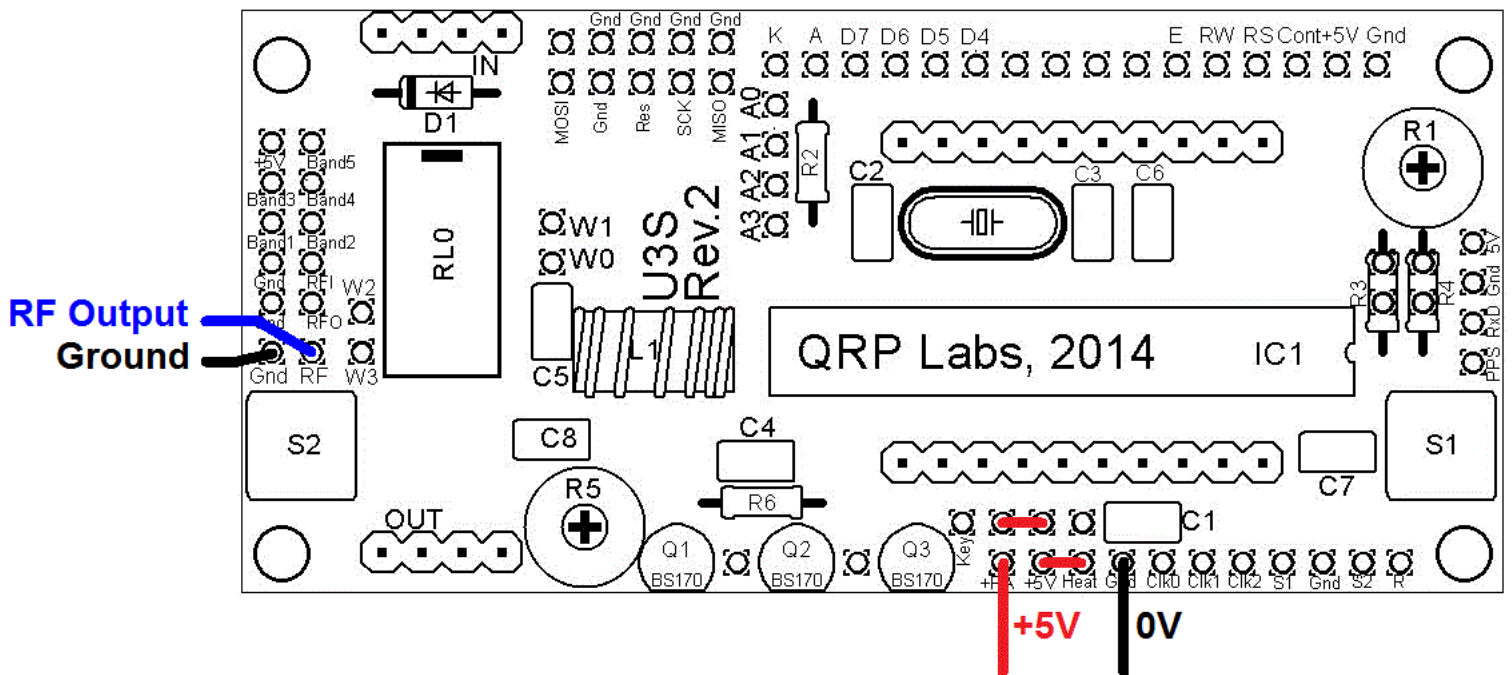 Gnd Gnd Gnd Gnd
IN
K A D7 D6 D5 D4 E RW RS Cont +5V Gnd
MOSI Gnd Res SCK MISO
D1
A0
A1
A2
A3
R2
C2
C3
C6
R1
+5V Band5
Band3 Band4
Band1 Band2
Gnd RFI
Gnd RFO
W2
Gnd RF W3
RL0
W1
W0
U3S
Rev.2
R3
R4
5V
Gnd
RxD
PPS
RF Output
Ground
C5
L1
QRP Labs, 2014
IC1
S2
C8
C4
S1
R5
R6
C7
OUT
Q1
BS170
Q2
BS170
Q3
BS170
Key
C1
+PA +5V Heat Gnd Clk0 Clk1 Clk2 S1 Gnd S2 R
+5V
0V